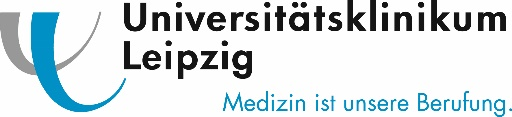 Universitätsklinikum
Leipzig
Medizin ist unsere Berufung.